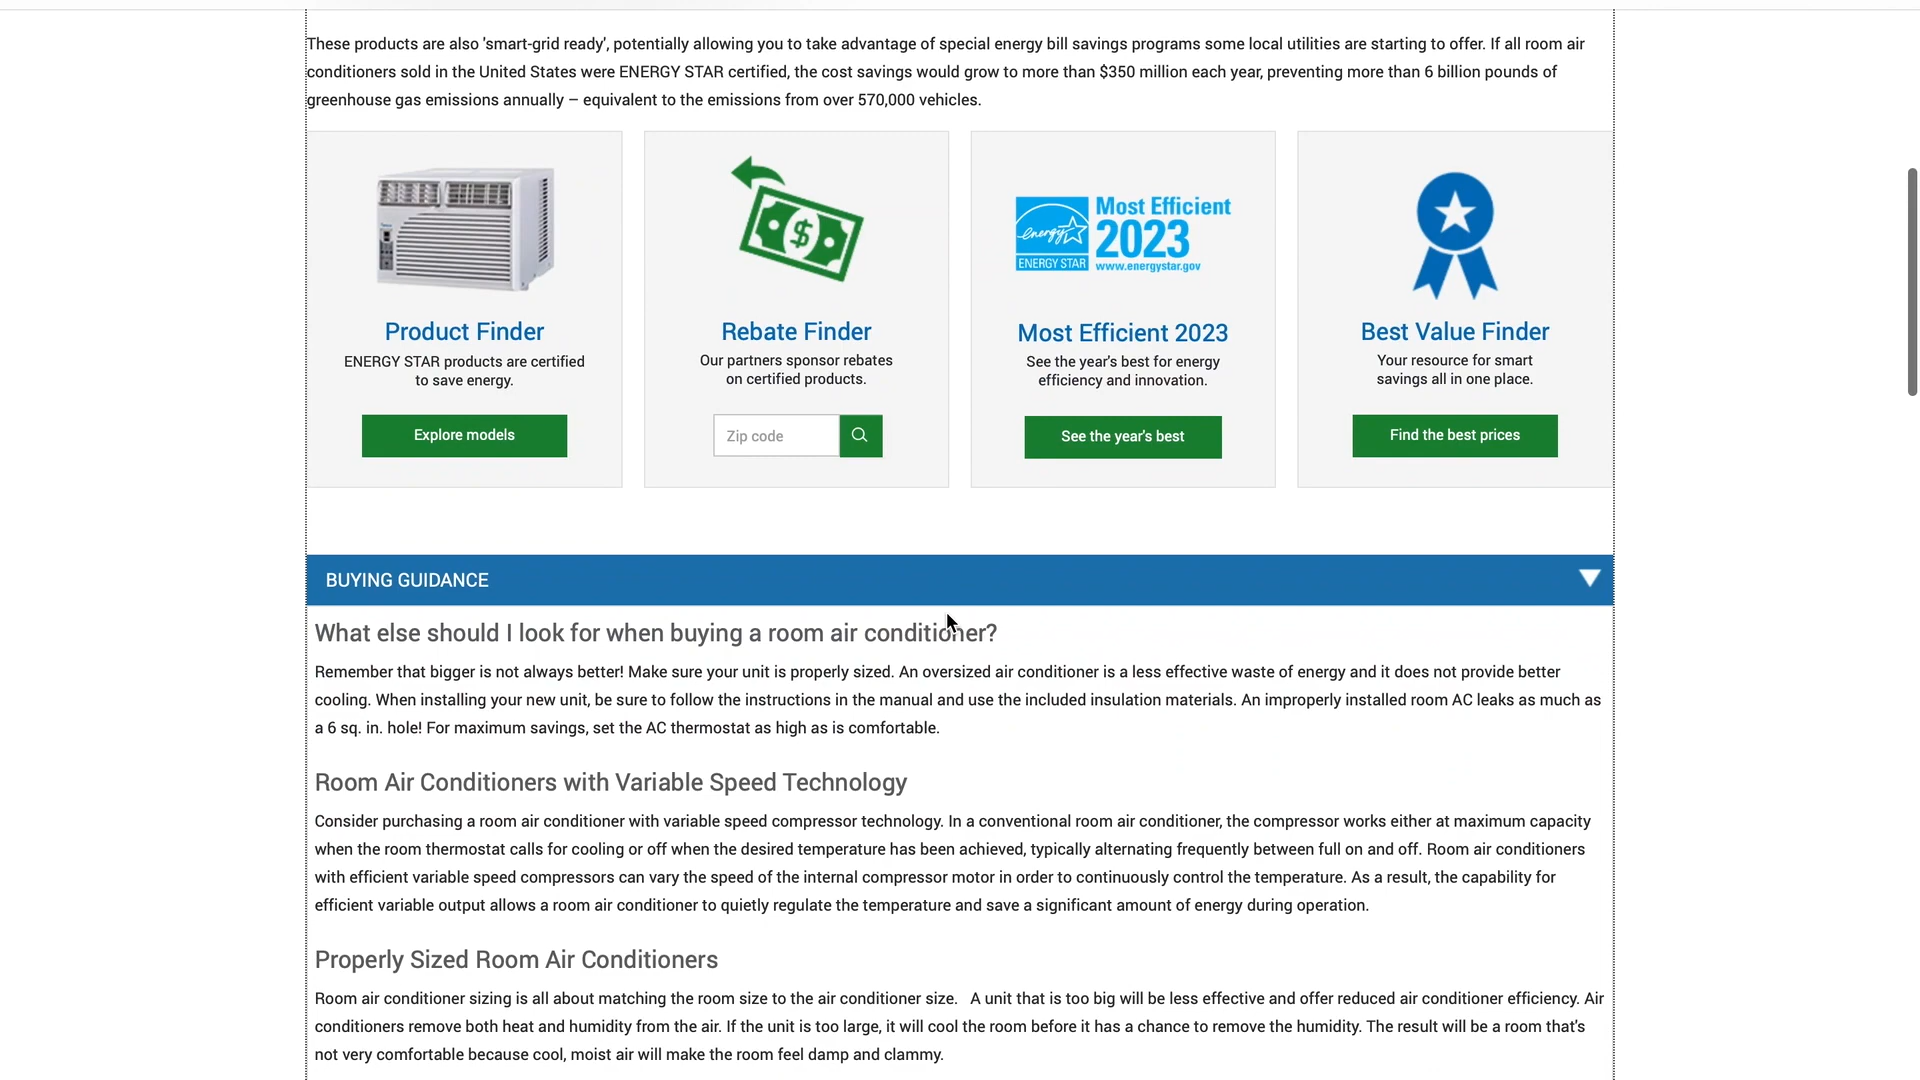 These products are also 'smart-grid ready', potentially allowing you to take advantage of special energy bill savings programs some local utilities are starting to offer. If all room air
conditioners sold in the United States were ENERGY STAR certified, the cost savings would grow to more than $350 million each year, preventing more than 6 billion pounds of
greenhouse gas emissions annually – equivalent to the emissions from over 570,000 vehicles.
Product Finder
ENERGY STAR products are certified
to save energy.
Explore models
$
Rebate Finder
Our partners sponsor rebates
on certified products.
Zip code
energy
ENERGY STAR
Most Efficient
2023
www.energystar.gov
Most Efficient 2023
See the year's best for energy
efficiency and innovation.
See the year's best
Best Value Finder
Your resource for smart
savings all in one place.
Find the best prices
BUYING GUIDANCE
What else should I look for when buying a room air conditioner?
Remember that bigger is not always better! Make sure your unit is properly sized. An oversized air conditioner is a less effective waste of energy and it does not provide better
cooling. When installing your new unit, be sure to follow the instructions in the manual and use the included insulation materials. An improperly installed room AC leaks as much as
a 6 sq. in. hole! For maximum savings, set the AC thermostat as high as is comfortable.
Room Air Conditioners with Variable Speed Technology
Consider purchasing a room air conditioner with variable speed compressor technology. In a conventional room air conditioner, the compressor works either at maximum capacity
when the room thermostat calls for cooling or off when the desired temperature has been achieved, typically alternating frequently between full on and off. Room air conditioners
with efficient variable speed compressors can vary the speed of the internal compressor motor in order to continuously control the temperature. As a result, the capability for
efficient variable output allows a room air conditioner to quietly regulate the temperature and save a significant amount of energy during operation.
Properly Sized Room Air Conditioners
Room air conditioner sizing is all about matching the room size to the air conditioner size. A unit that is too big will be less effective and offer reduced air conditioner efficiency. Air
conditioners remove both heat and humidity from the air. If the unit is too large, it will cool the room before it has a chance to remove the humidity. The result will be a room that's
not very comfortable because cool, moist air will make the room feel damp and clammy.